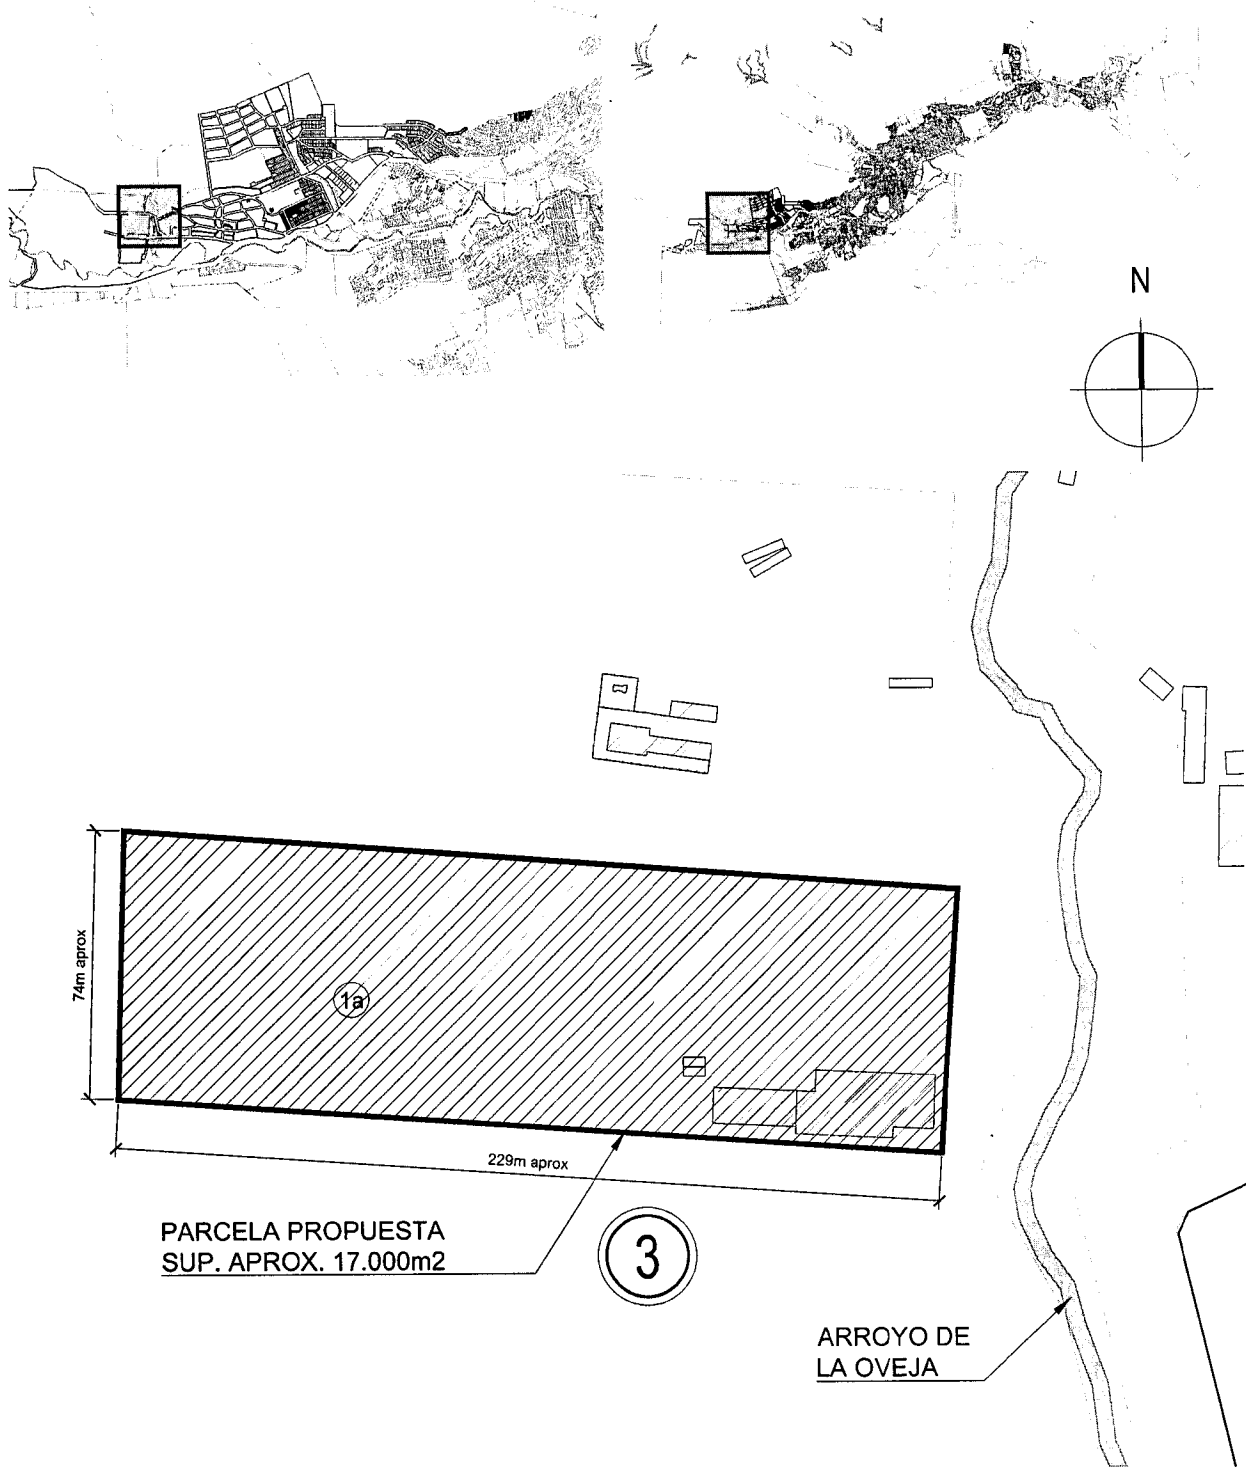 N
74m aprox
1a
229m aprox
PARCELA PROPUESTA
SUP. APROX. 17.000m2
3
ARROYO DE
LA OVEJA